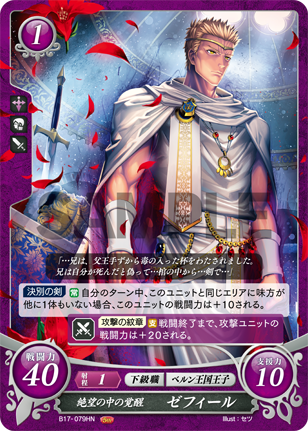 1
SAMPLE
「…兄は、父王手ずから毒の入った杯をわたされました。
兄は自分が死んだと偽って…棺の中から…剣で…」
決別の剣 常 自分のターン中、このユニットと同じエリアに味方が
他に1体もいない場合、このユニットの戦闘力は+10される。
攻撃の紋章 支 戦闘終了まで、攻撃ユニットの
戦闘力は+20される。
戦闘力
40
射程 1 下級職 ベルン王国王子
支援力
10
絶望の中の覚醒 ゼフィール
B17-079HN Illust：セツ